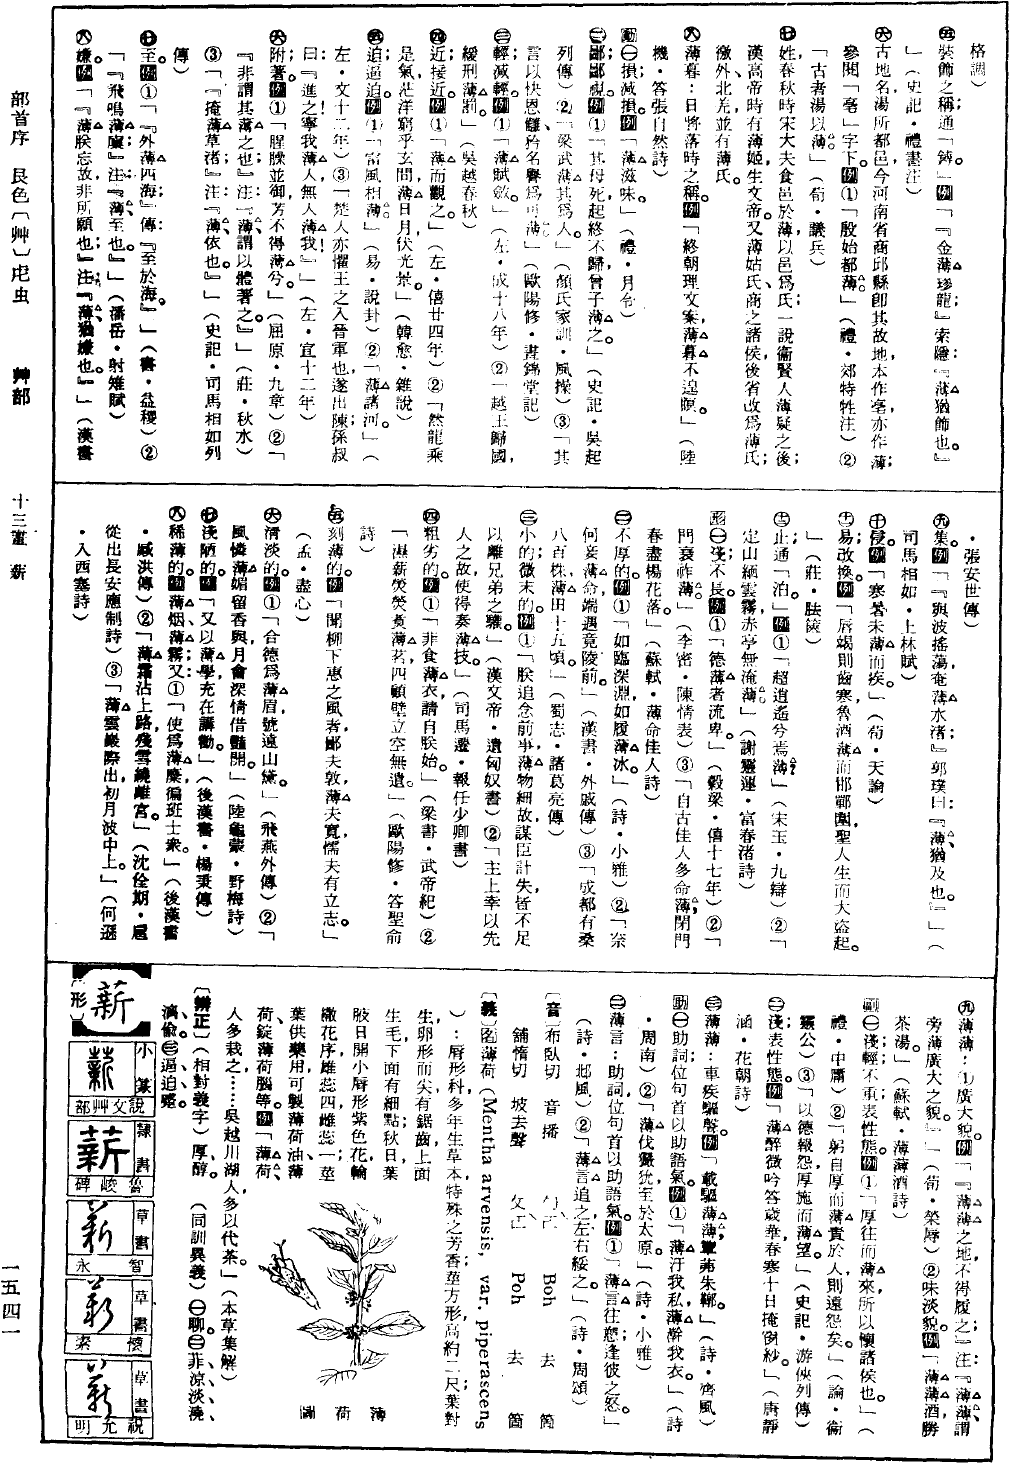 格調）
㊄裝飾之稱；通「鎛」。例「『金薄璆龍』索隱：『薄猶飾也。』
」（史記·禮書注）
㊅古地名，湯所都邑，今河南省商邱縣卽其故地，本作亳，亦作薄；
參閱「亳」字下。例①「殷始都薄」（禮·郊特牲注）②
「古者湯以薄」（荀·議兵）
㊆姓，春秋時宋大夫食邑於薄，以邑爲氏；一說衞賢人薄疑之後；
漢高帝時有薄姬，生文帝。又薄姑氏，商之諸侯，後省改爲薄氏；
徼外北羌並有薄氏。
㊇薄暮：日將落時之稱。例「終朝理文案，薄暮不遑瞑。」（陸
機·答張自然詩）
動㊀損；減損。例「薄滋味」（禮·月令）
㊁鄙；鄙視。例①「其母死，起終不歸，曾子薄之。」（史記·吳起
列傳）②「梁武薄其爲人」（顏氏家訓·風操）③「其
言以快恩讎、矜名譽爲可薄」（歐陽修·晝錦堂記）
㊂輕；減輕。例①「薄賦斂。」（左·成十八年）②「越王歸國，
緩刑薄罰」（吳越春秋）
㊃近；接近。例①「薄而觀之。」（左·僖廿四年）②「然龍乘
是氣，茫洋窮乎玄間，薄日月，伏光景。」（韓愈·雜說）
㊄迫；逼迫。例①「雷風相薄。」（易·說封）②「薄諸河。」（
左·文十二年）③「楚人亦懼王之入晉軍也，遂出陳，孫叔
曰：『進之！寧我薄人，無人薄我！』」（左·宣十二年）
㊅附；著。例①「腥臊並御，芳不得薄兮。」（屈原·九章）②「
『非謂其薄之也』注：『薄，謂以體著之。』」（莊·秋水）
③「『掩薄草渚』注：『薄，依也。』」（史記·司馬相如列
傳）
㊆至。例①「『外薄四海』傳：『至於海。』」（書·益稷）②
「『飛鳴薄廩』注：『薄，至也。』」（潘岳·射雉賦）
㊇嫌。例「『薄朕忘故，非所願也』注：『薄，猶嫌也。』」（漢書
·張安世傳）
㊈集。例「『與波搖蕩，奄薄水渚』郭璞曰：『薄，猶及也。』」（
司馬相如·上林賦）
㊉侵。例「寒暑未薄而疾」（荀·天論）
易；改換。例「脣竭則齒寒，魯酒薄而邯鄲圍，聖人生而大盜起。
」（莊·胠篋）
止；通「泊」。例①「超逍遙兮焉薄？」（宋玉·九辯）②「
定山緬雲霧，赤亭無淹薄」（謝靈運·富春渚詩）
形㊀淺；不長。例①「德薄者流卑。」（穀梁·僖十七年）②「
門衰祚薄」（李密·陳情表）③「自古佳人多命薄，閉門
春盡楊花落」（蘇軾·薄命佳人詩）
㊁不厚的。例①「如臨深淵，如履薄冰。」（詩·小雅）②「奈
何妾薄命，端遇竟陵前。」（漢書·外戚傳）③「成都有桑
八百株，薄田十五頃。」（蜀志·諸葛亮傳）
㊂小的；微末的。例①「朕追念前事，薄物細故，謀臣計失，皆不足
以離兄弟之驩。」（漢文帝·遺匈奴書）②「主上幸以先
人之故，使得奏薄技。」（司馬遷·報任少卿書）
㊃粗劣的。例①「非食薄衣，請自朕始。」（梁書·武帝紀）②
「濕薪熒熒煑薄茗，四顧壁立空無遺。」（歐陽修·答聖俞
詩）
㊄刻薄的。例「聞柳下惠之風者，鄙夫敦，薄夫寬，懦夫有立志。」
（孟·盡心）
㊅清淡的。例①「合德爲薄眉，號遠山黛。」（飛燕外傳）②「
風憐薄媚留香與，月會深情借豔開。」（陸龜蒙·野梅詩）
㊆淺陋的。例「又以薄學，充在講勸。」（後漢書·楊秉傳）
㊇稀薄的。例薄烟、薄霧；又①「使爲薄糜，徧班士衆。」（後漢書
·臧洪傳）②「薄霜沾上路，殘雪繞離宮。」（沈佺期·扈
從出長安應制詩）③「薄雲巖際出，初月波中上。」（何遜
·入西塞詩）
㊈薄薄：①廣大貌。例「『薄薄之地，不得履之』注：『薄薄，謂
旁薄廣大之貌。』」（荀·榮辱）②味淡貌。例「薄薄酒，勝
茶湯。」（蘇軾·薄薄酒詩）
副㊀淺輕；不重，表性態。例①「厚往而薄來，所以懷諸侯也。」（
禮·中庸）②「躬自厚而薄責於人，則遠怨矣。」（論·衞
靈公）③「以德報怨，厚施而薄望。」（史記·游俠列傳）
㊁淺，表性態。例「薄醉微吟答歲華，春寒十日掩窗紗。」（唐靜
涵·花朝詩）
㊂薄薄：車疾驅聲。例「載驅薄薄，簟茀朱鞹。」（詩·齊風）
助㊀助詞，位句首以助語氣。例①「薄汙我私，薄澣我衣。」（詩
·周南）②「薄伐玁狁，至於太原。」（詩·小雅）
㊁薄言：助詞，位句首以助語氣。例①「薄言往愬，逢彼之怒。」
（詩·邶風）②「薄言追之，左右綏之。」（詩·周頌）
〔音〕布臥切 音播 ㄅㄛ Boh 去 箇
舖惰切 坡去聲 ㄆㄛ Poh 去 箇
〔義〕名薄荷（Mentha arvensis, var, piperascens
）：脣形科，多年生草本，特殊之芳香，莖方形，高約二尺，葉對
生，卵形而尖，有鋸齒，上面
生毛，下面有細點；秋日，葉
腋日開小脣形紫色花，輪
繖花序，雄蕊四，雌蕊一，莖
葉供藥用，可製薄荷油、薄
荷錠、薄荷腦等。例「薄荷，
人多栽之……吳越川湖人多以代茶。」（本草集解）
薄荷圖
〔辨正〕（相對義字）厚、醇。（同訓異義）㊀聊。㊁菲、涼、淡、澆、
漓、偸。㊂逼、迫、蹙。
薪
〔形〕
小篆 薪 說文艸部
隸書 薪 魯峻碑
草書 薪 智永
草書 薪 懷素
草書 薪 祝允明
部首序 艮色〔艸〕虍虫 艸部 十三畫 薪 一五四一